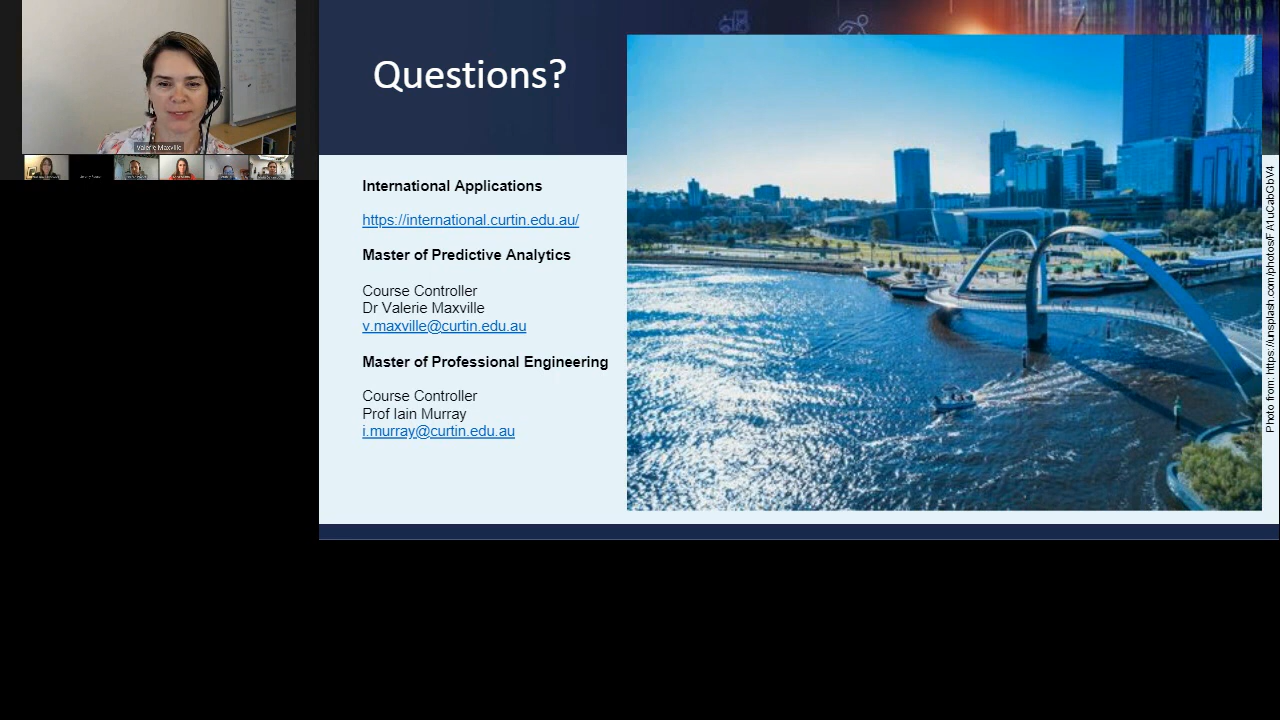 Valerie Maxville
Questions?
International Applications
https://international.curtin.edu.au/
Master of Predictive Analytics
Course Controller
Dr Valerie Maxville
v.maxville@curtin.edu.au
Master of Professional Engineering
Course Controller
Prof Iain Murray
i.murray@curtin.edu.au
Photo from: https://unsplash.com/photos/F